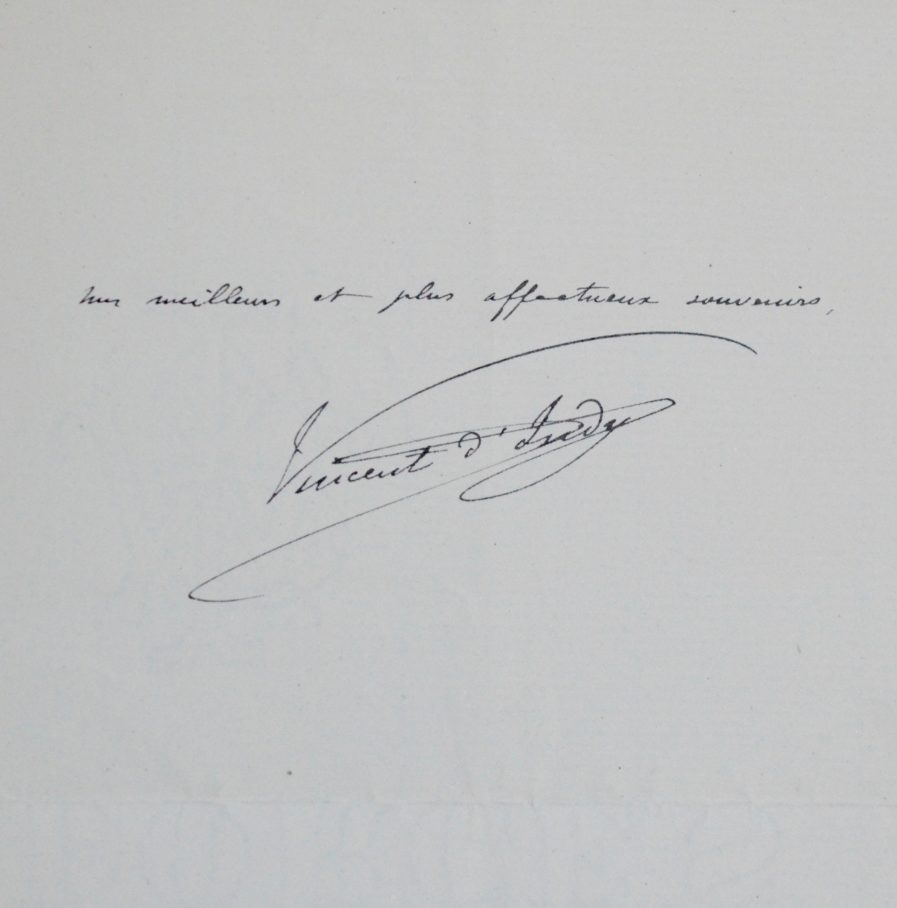 mes meilleurs et plus affectueux souvenirs,
Vincent d'Indy